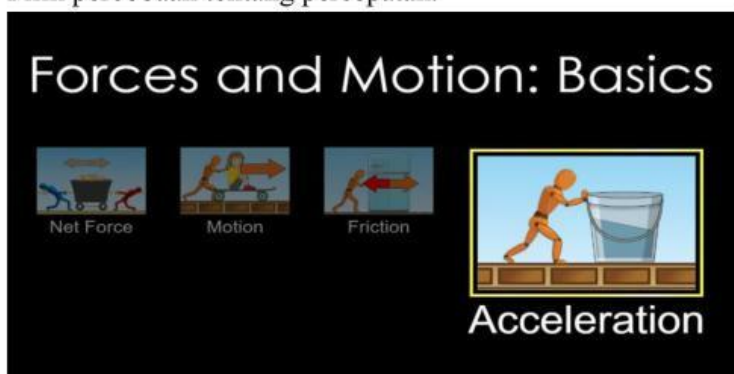 Forces and Motion: Basics
Net Force
Motion
Friction
Acceleration